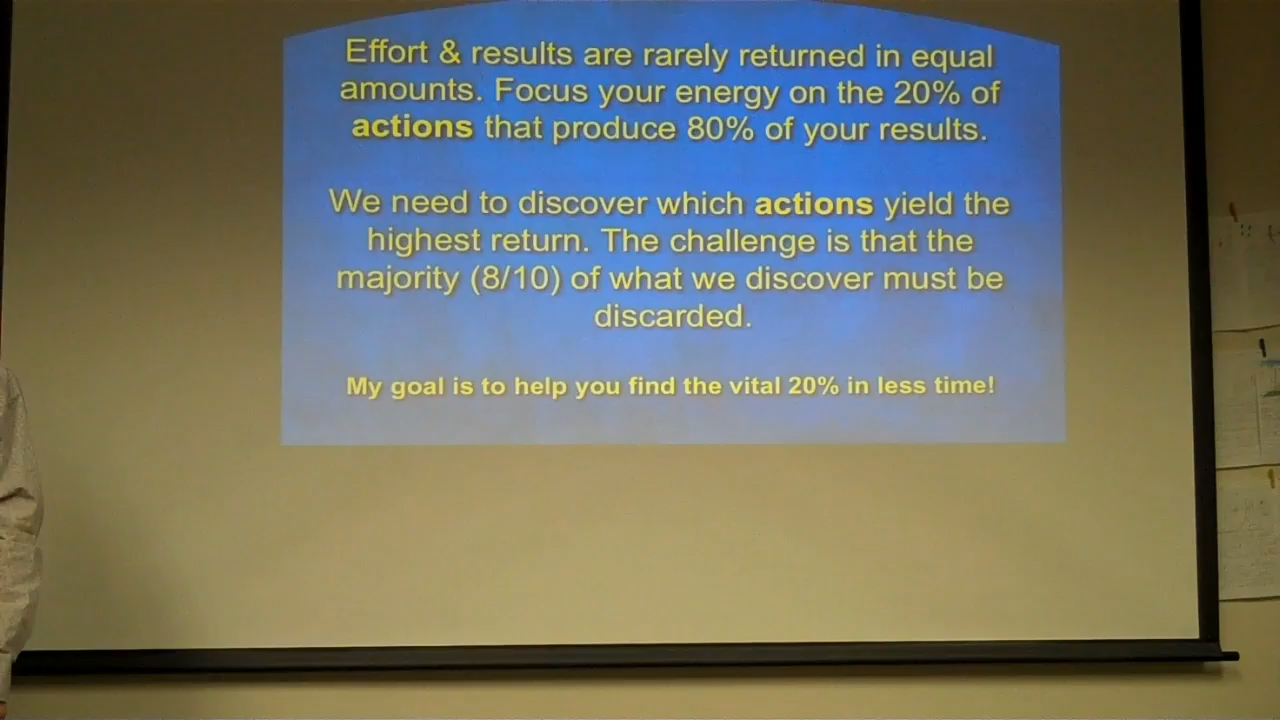 Effort & results are rarely returned in equal
amounts. Focus your energy on the 20% of
actions that produce 80% of your results.
We need to discover which actions yield the
highest return. The challenge is that the
majority (8/10) of what we discover must be
discarded.
My goal is to help you find the vital 20% in less time!